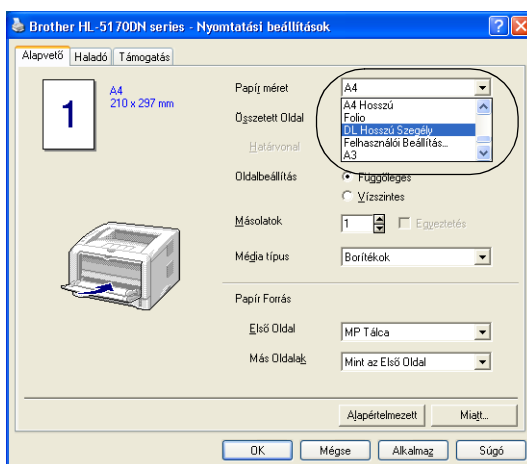 Brother HL-5170DN series - Nyomtatási beállítások
Alapvető Haladó Támogatás
1
A4
210 x 297 mm
Papír méret A4
A4 Hosszú
Folio
DL Hosszú Szegély
Felhasználói Beállítás...
A3
Összetett Oldal
Határvonal
Oldalbeállítás Függőleges
Vízszintes
Másolatok 1 Egyeztetés
Média típus Borítékok
Papír Forrás
Első Oldal MP Tálca
Más Oldalak Mint az Első Oldal
Alapértelmezett Miatt...
OK Mégse Alkalmaz Súgó